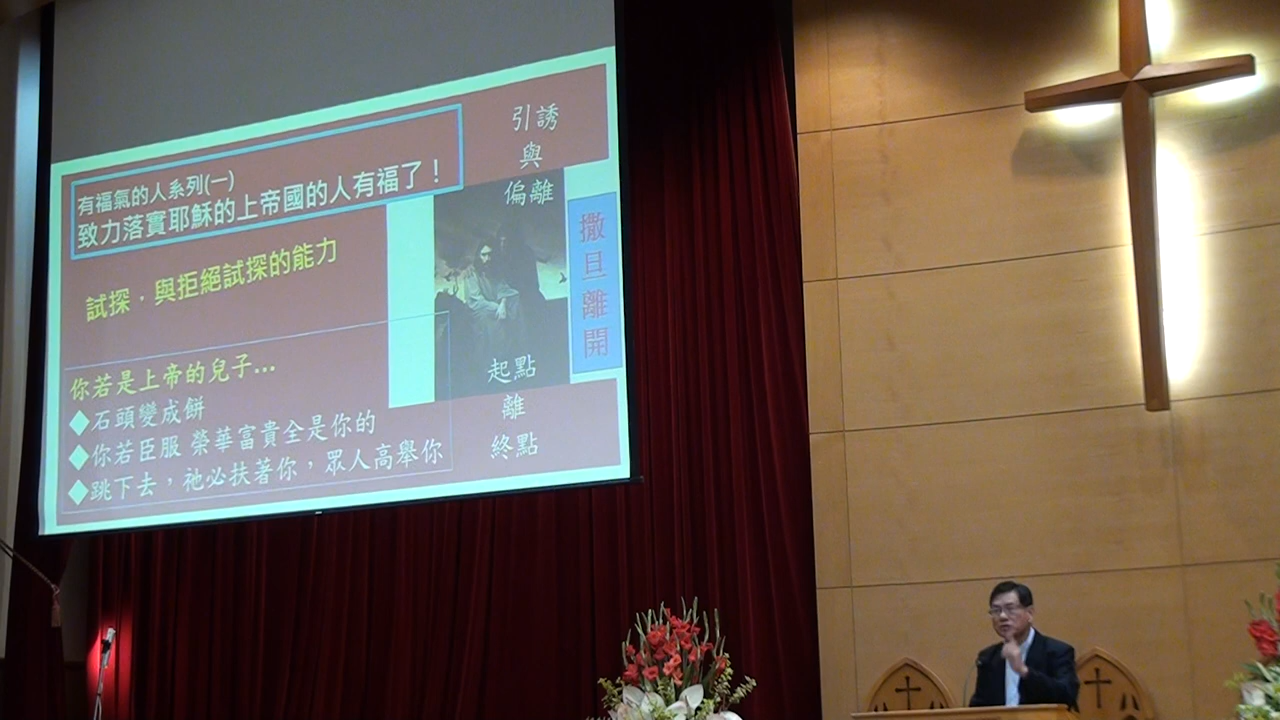 有福氣的人系列(一)
致力落實耶穌的上帝國的人有福了！
試探，與拒絕試探的能力
你若是上帝的兒子...
◆石頭變成餅
◆你若臣服 榮華富貴全是你的
◆跳下去，祂必扶著你，眾人高舉你
引誘
與
偏離
撒旦離開
起點
離
終點